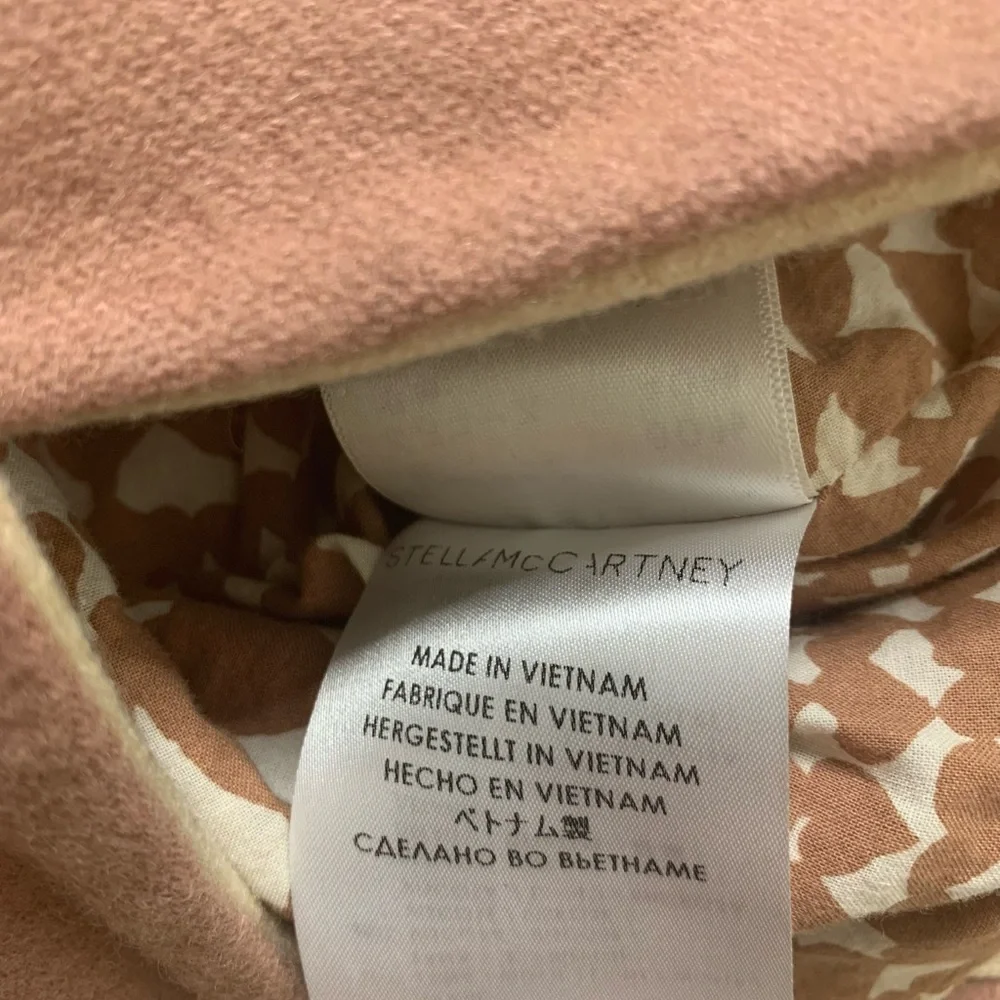 STELLA McCARTNEY
MADE IN VIETNAM
FABRIQUE EN VIETNAM
HERGESTELLT IN VIETNAM
HECHO EN VIETNAM
ベトナム製
СДЕЛАНО ВО ВЬЕТНАМЕ